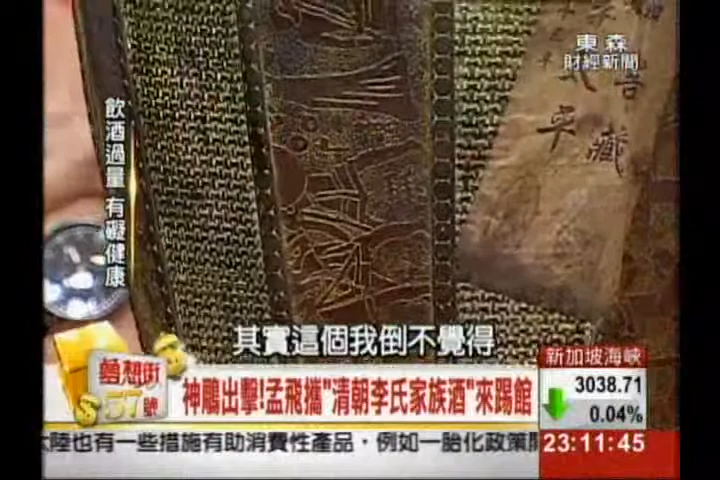 東森
財經新聞
飲酒過量 有礙健康
平
藏
其實這個我倒不覺得
夢想街
57號
神鵰出擊!孟飛攜"清朝李氏家族酒"來踢館
新加坡海峽
3038.71
0.04%
大陸也有一些措施有助消費性產品，例如一胎化政策
23:11:45